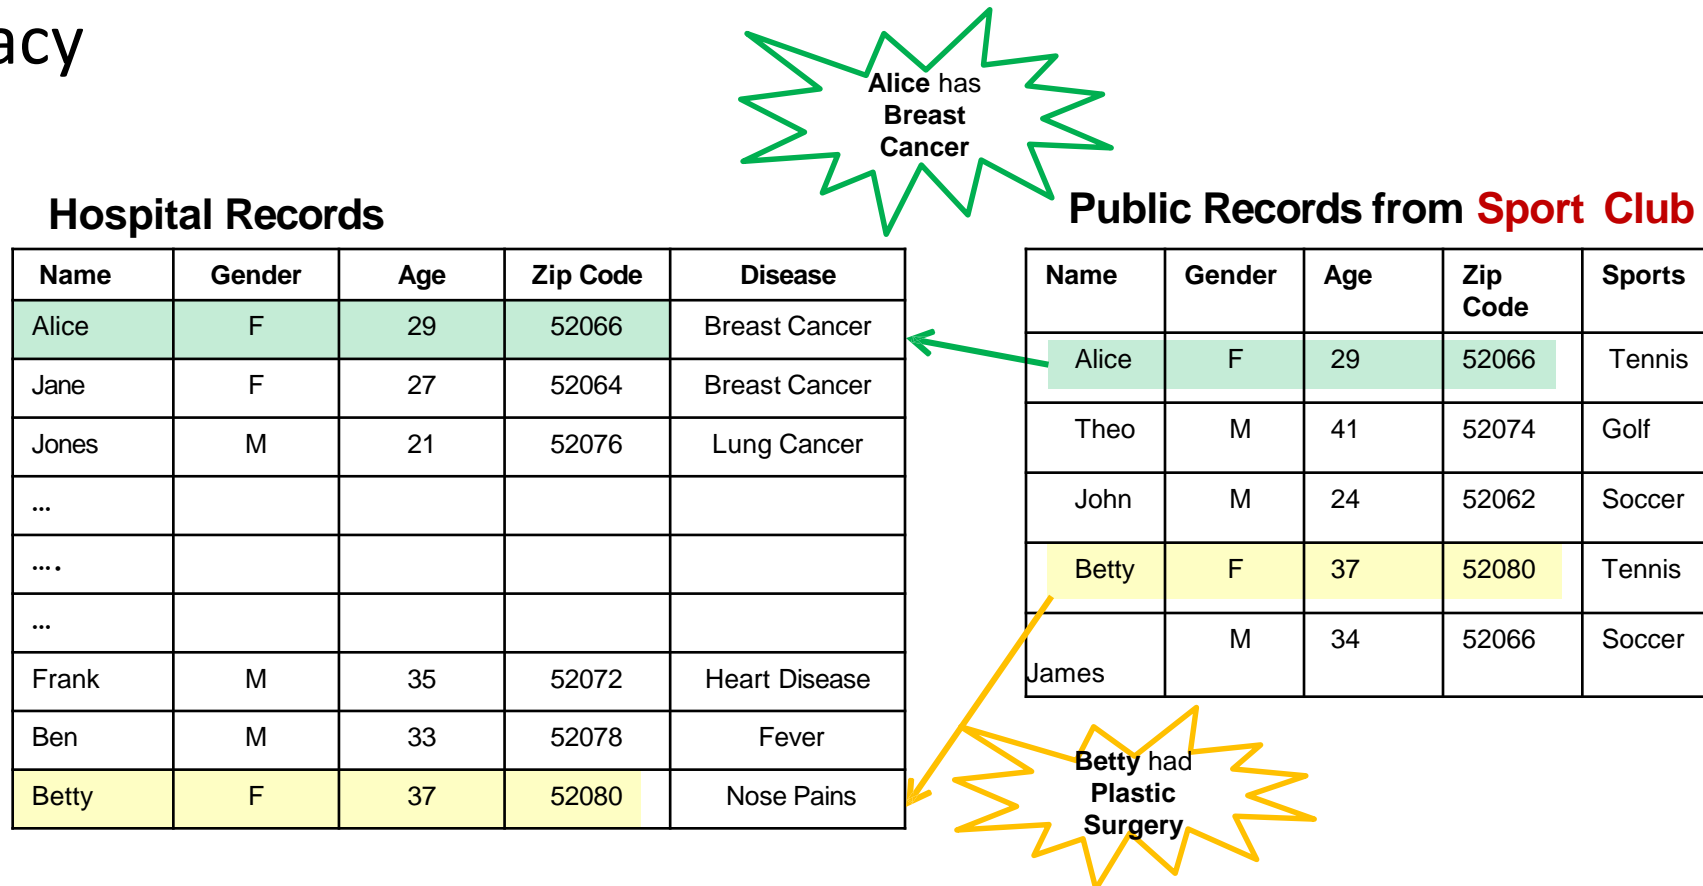 acy
Alice has
Breast
Cancer
Hospital Records
Name Gender Age Zip Code Disease
Alice F 29 52066 Breast Cancer
Jane F 27 52064 Breast Cancer
Jones M 21 52076 Lung Cancer
...
....
...
Frank M 35 52072 Heart Disease
Ben M 33 52078 Fever
Betty F 37 52080 Nose Pains
Public Records from Sport Club
Name Gender Age Zip Sports
Code
Alice F 29 52066 Tennis
Theo M 41 52074 Golf
John M 24 52062 Soccer
Betty F 37 52080 Tennis
M 34 52066 Soccer
James
Betty had
Plastic
Surgery